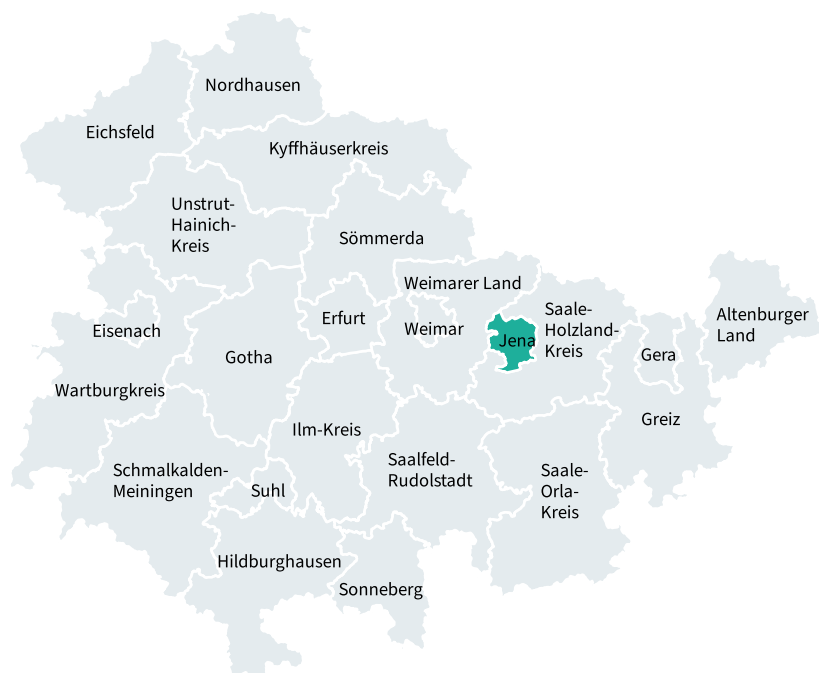 Nordhausen
Eichsfeld
Kyffhäuserkreis
Unstrut-
Hainich-
Kreis
Sömmerda
Weimarer Land
Saale-
Holzland-
Kreis
Altenburger
Land
Eisenach
Erfurt
Weimar
Jena
Gotha
Gera
Wartburgkreis
Greiz
Ilm-Kreis
Schmalkalden-
Meiningen
Suhl
Saalfeld-
Rudolstadt
Saale-
Orla-
Kreis
Hildburghausen
Sonneberg